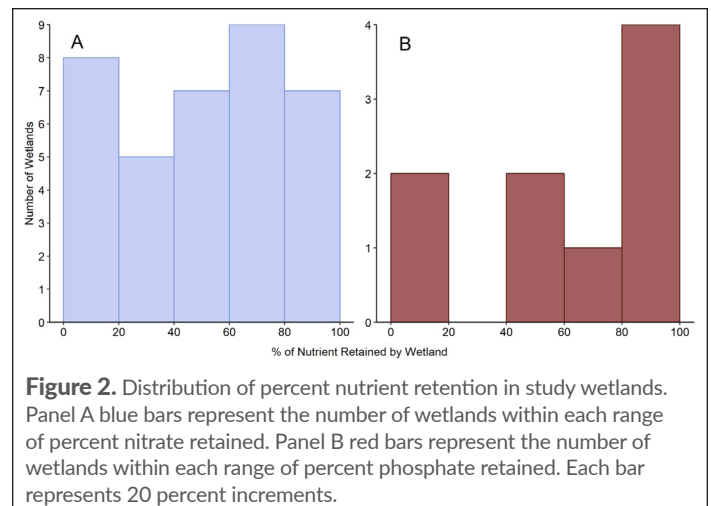 A
B
Number of Wetlands
9
8
7
6
5
4
3
2
1
0
4
3
2
1
0
0 20 40 60 80 100
0 20 40 60 80 100
% of Nutrient Retained by Wetland
Figure 2. Distribution of percent nutrient retention in study wetlands.
Panel A blue bars represent the number of wetlands within each range
of percent nitrate retained. Panel B red bars represent the number of
wetlands within each range of percent phosphate retained. Each bar
represents 20 percent increments.